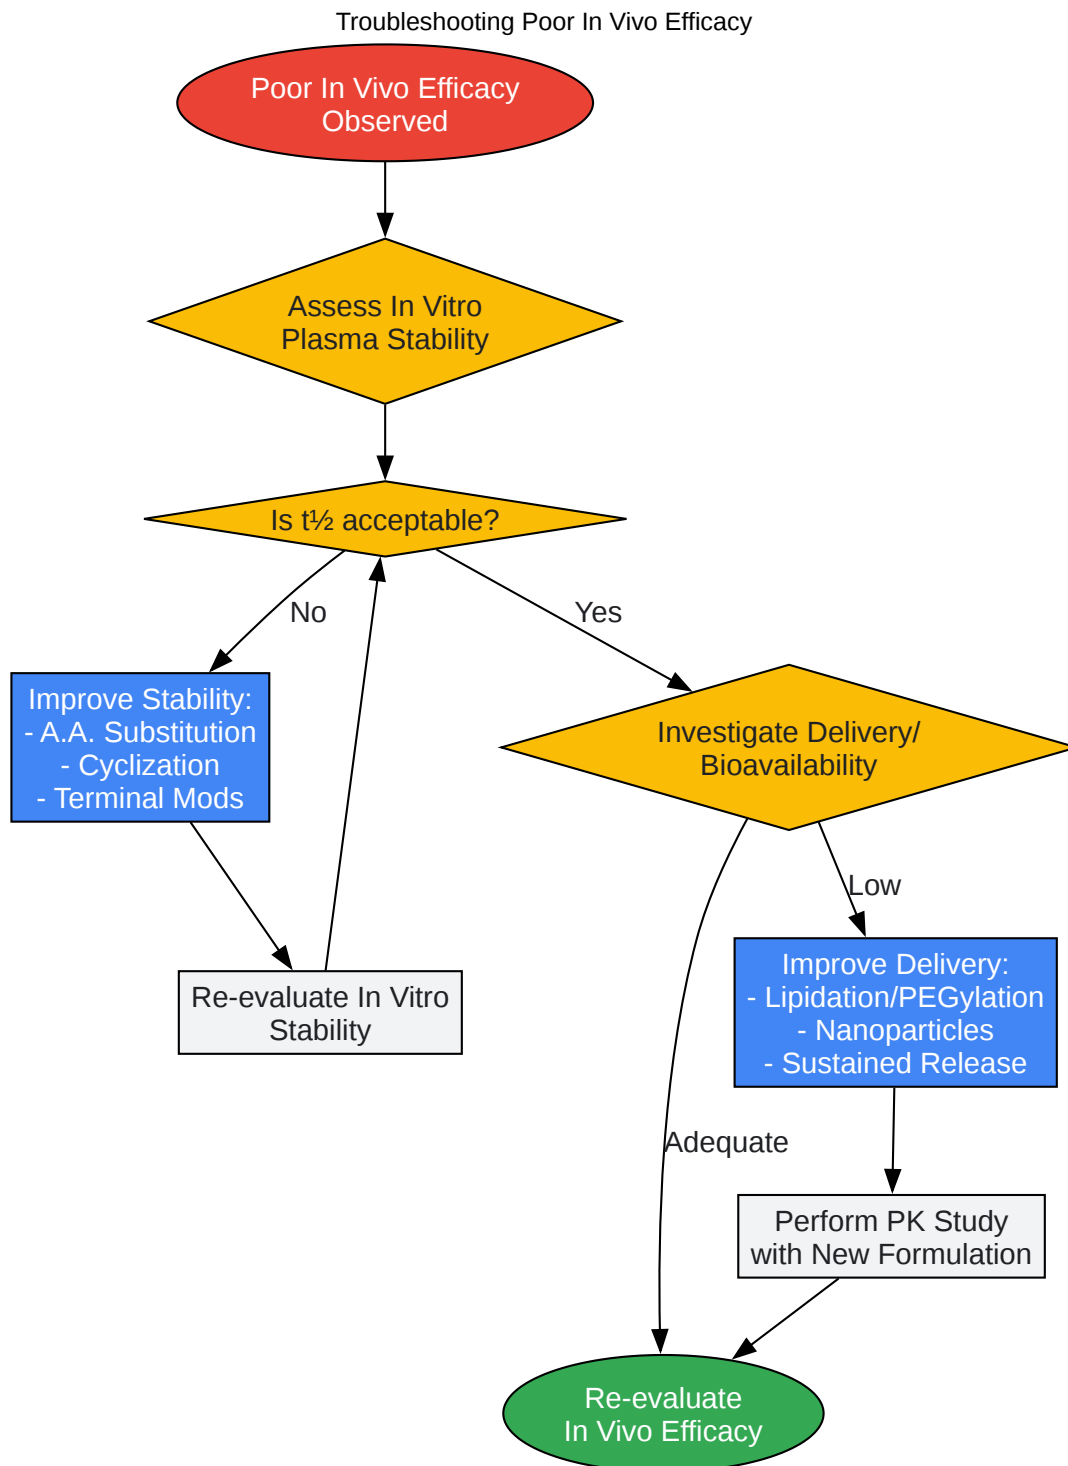 Troubleshooting Poor In Vivo Efficacy
Poor In Vivo Efficacy
Observed
Assess In Vitro
Plasma Stability
Is t½ acceptable?
No
Yes
Improve Stability:
- A.A. Substitution
- Cyclization
- Terminal Mods
Investigate Delivery/
Bioavailability
Low
Re-evaluate In Vitro
Stability
Improve Delivery:
- Lipidation/PEGylation
- Nanoparticles
- Sustained Release
Adequate
Perform PK Study
with New Formulation
Re-evaluate
In Vivo Efficacy